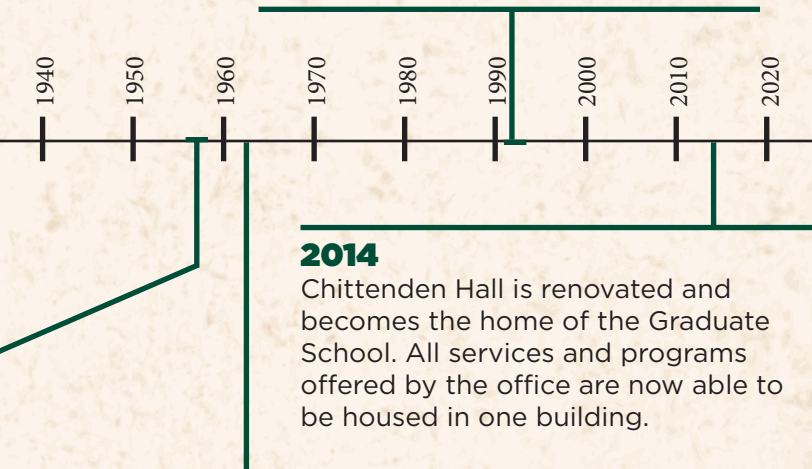 1940
1950
1960
1970
1980
1990
2000
2010
2020
2014
Chittenden Hall is renovated and
becomes the home of the Graduate
School. All services and programs
offered by the office are now able to
be housed in one building.